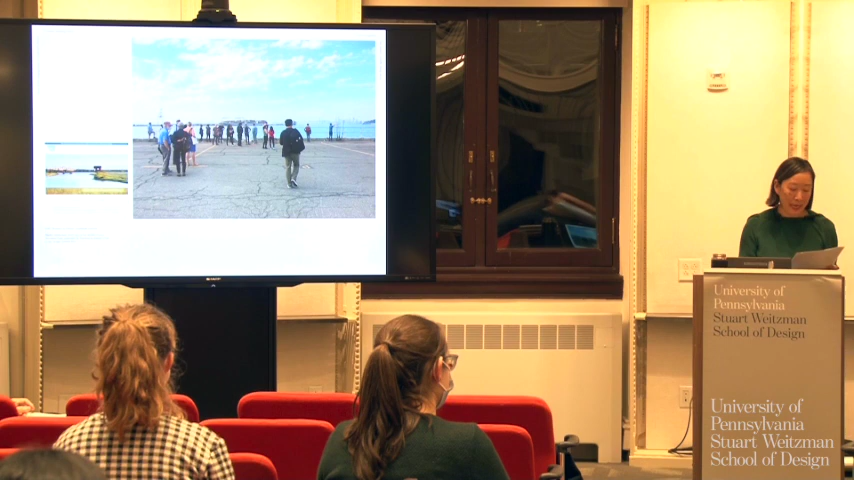 University of
Pennsylvania
Stuart Weitzman
School of Design
University of
Pennsylvania
Stuart Weitzman
School of Design